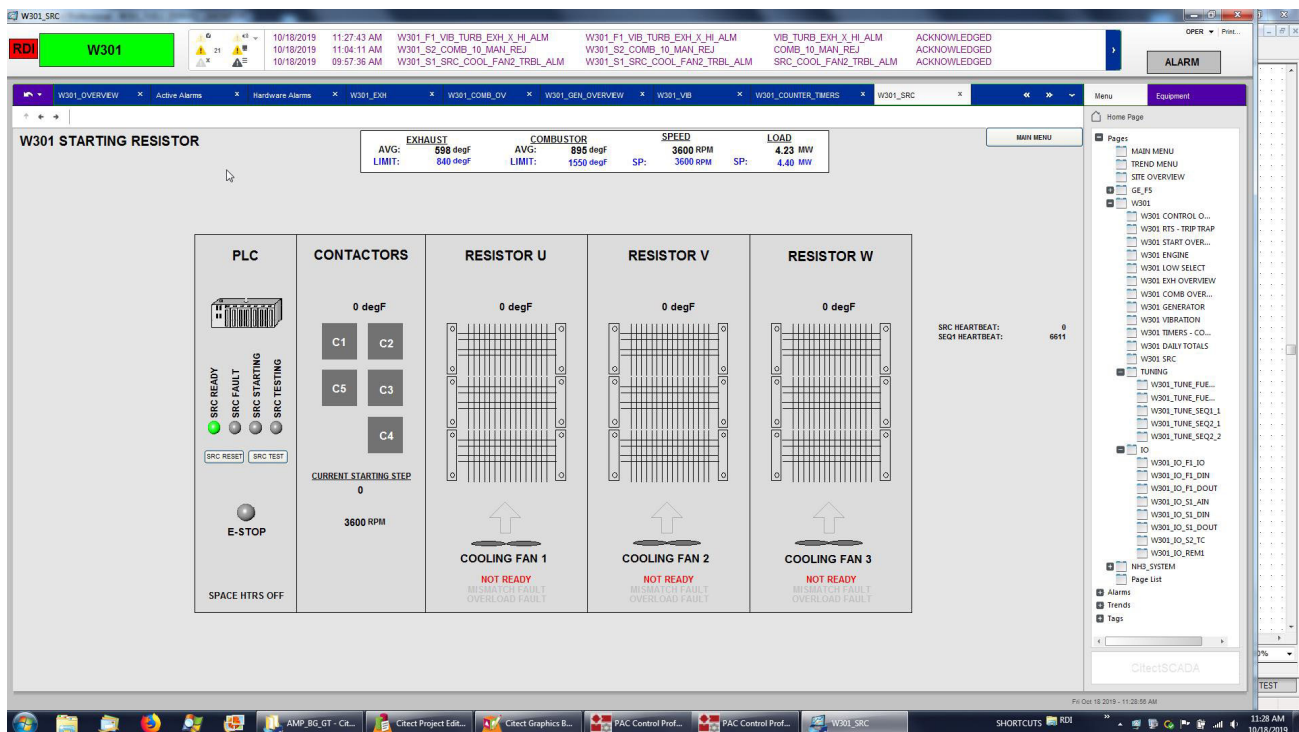 W301_SRC
RDI
W301
21
10/18/2019 11:27:43 AM W301_F1_VIB_TURB_EXH_X_HI_ALM W301_F1_VIB_TURB_EXH_X_HI_ALM VIB_TURB_EXH_X_HI_ALM ACKNOWLEDGED
10/18/2019 11:04:11 AM W301_S2_COMB_10_MAN_REJ W301_S2_COMB_10_MAN_REJ COMB_10_MAN_REJ ACKNOWLEDGED
10/18/2019 09:57:36 AM W301_S1_SRC_COOL_FAN2_TRBL_ALM W301_S1_SRC_COOL_FAN2_TRBL_ALM SRC_COOL_FAN2_TRBL_ALM ACKNOWLEDGED
OPER Print...
ALARM
W301_OVERVIEW Active Alarms Hardware Alarms W301_EXH W301_COMB_OV W301_GEN_OVERVIEW W301_VIB W301_COUNTER_TIMERS W301_SRC
Menu Equipment
Home Page
W301 STARTING RESISTOR
EXHAUST COMBUSTOR SPEED LOAD
AVG: 598 degF AVG: 895 degF 3600 RPM 4.23 MW
LIMIT: 840 degF LIMIT: 1550 degF SP: 3600 RPM SP: 4.40 MW
MAIN MENU
PLC
CONTACTORS
RESISTOR U
RESISTOR V
RESISTOR W
0 degF
0 degF
0 degF
0 degF
C1 C2
C5 C3
C4
SRC READY
SRC FAULT
SRC STARTING
SRC TESTING
SRC RESET SRC TEST
CURRENT STARTING STEP
0
3600 RPM
E-STOP
SPACE HTRS OFF
COOLING FAN 1
NOT READY
MISMATCH FAULT
OVERLOAD FAULT
COOLING FAN 2
NOT READY
MISMATCH FAULT
OVERLOAD FAULT
COOLING FAN 3
NOT READY
MISMATCH FAULT
OVERLOAD FAULT
SRC HEARTBEAT: 0
SEQ1 HEARTBEAT: 6611
Pages
MAIN MENU
TREND MENU
SITE OVERVIEW
GE_F5
W301
W301 CONTROL O...
W301 RTS - TRIP TRAP
W301 START OVER...
W301 ENGINE
W301 LOW SELECT
W301 EXH OVERVIEW
W301 COMB OVER...
W301 GENERATOR
W301 VIBRATION
W301 TIMERS - CO...
W301 DAILY TOTALS
W301 SRC
TUNING
W301_TUNE_FUE...
W301_TUNE_FUE...
W301_TUNE_SEQ1_1
W301_TUNE_SEQ2_1
W301_TUNE_SEQ2_2
IO
W301_IO_F1_IO
W301_IO_F1_DIN
W301_IO_F1_DOUT
W301_IO_S1_AIN
W301_IO_S1_DIN
W301_IO_S1_DOUT
W301_IO_S2_TC
W301_IO_REM1
NH3_SYSTEM
Page List
Alarms
Trends
Tags
CitectSCADA
0%
TEST
Fri Oct 18 2019 - 11:28:55 AM
AMP_BG_GT - Cit... Citect Project Edit... Citect Graphics B... PAC Control Prof... PAC Control Prof... W301_SRC
SHORTCUTS RDI
11:28 AM
10/18/2019